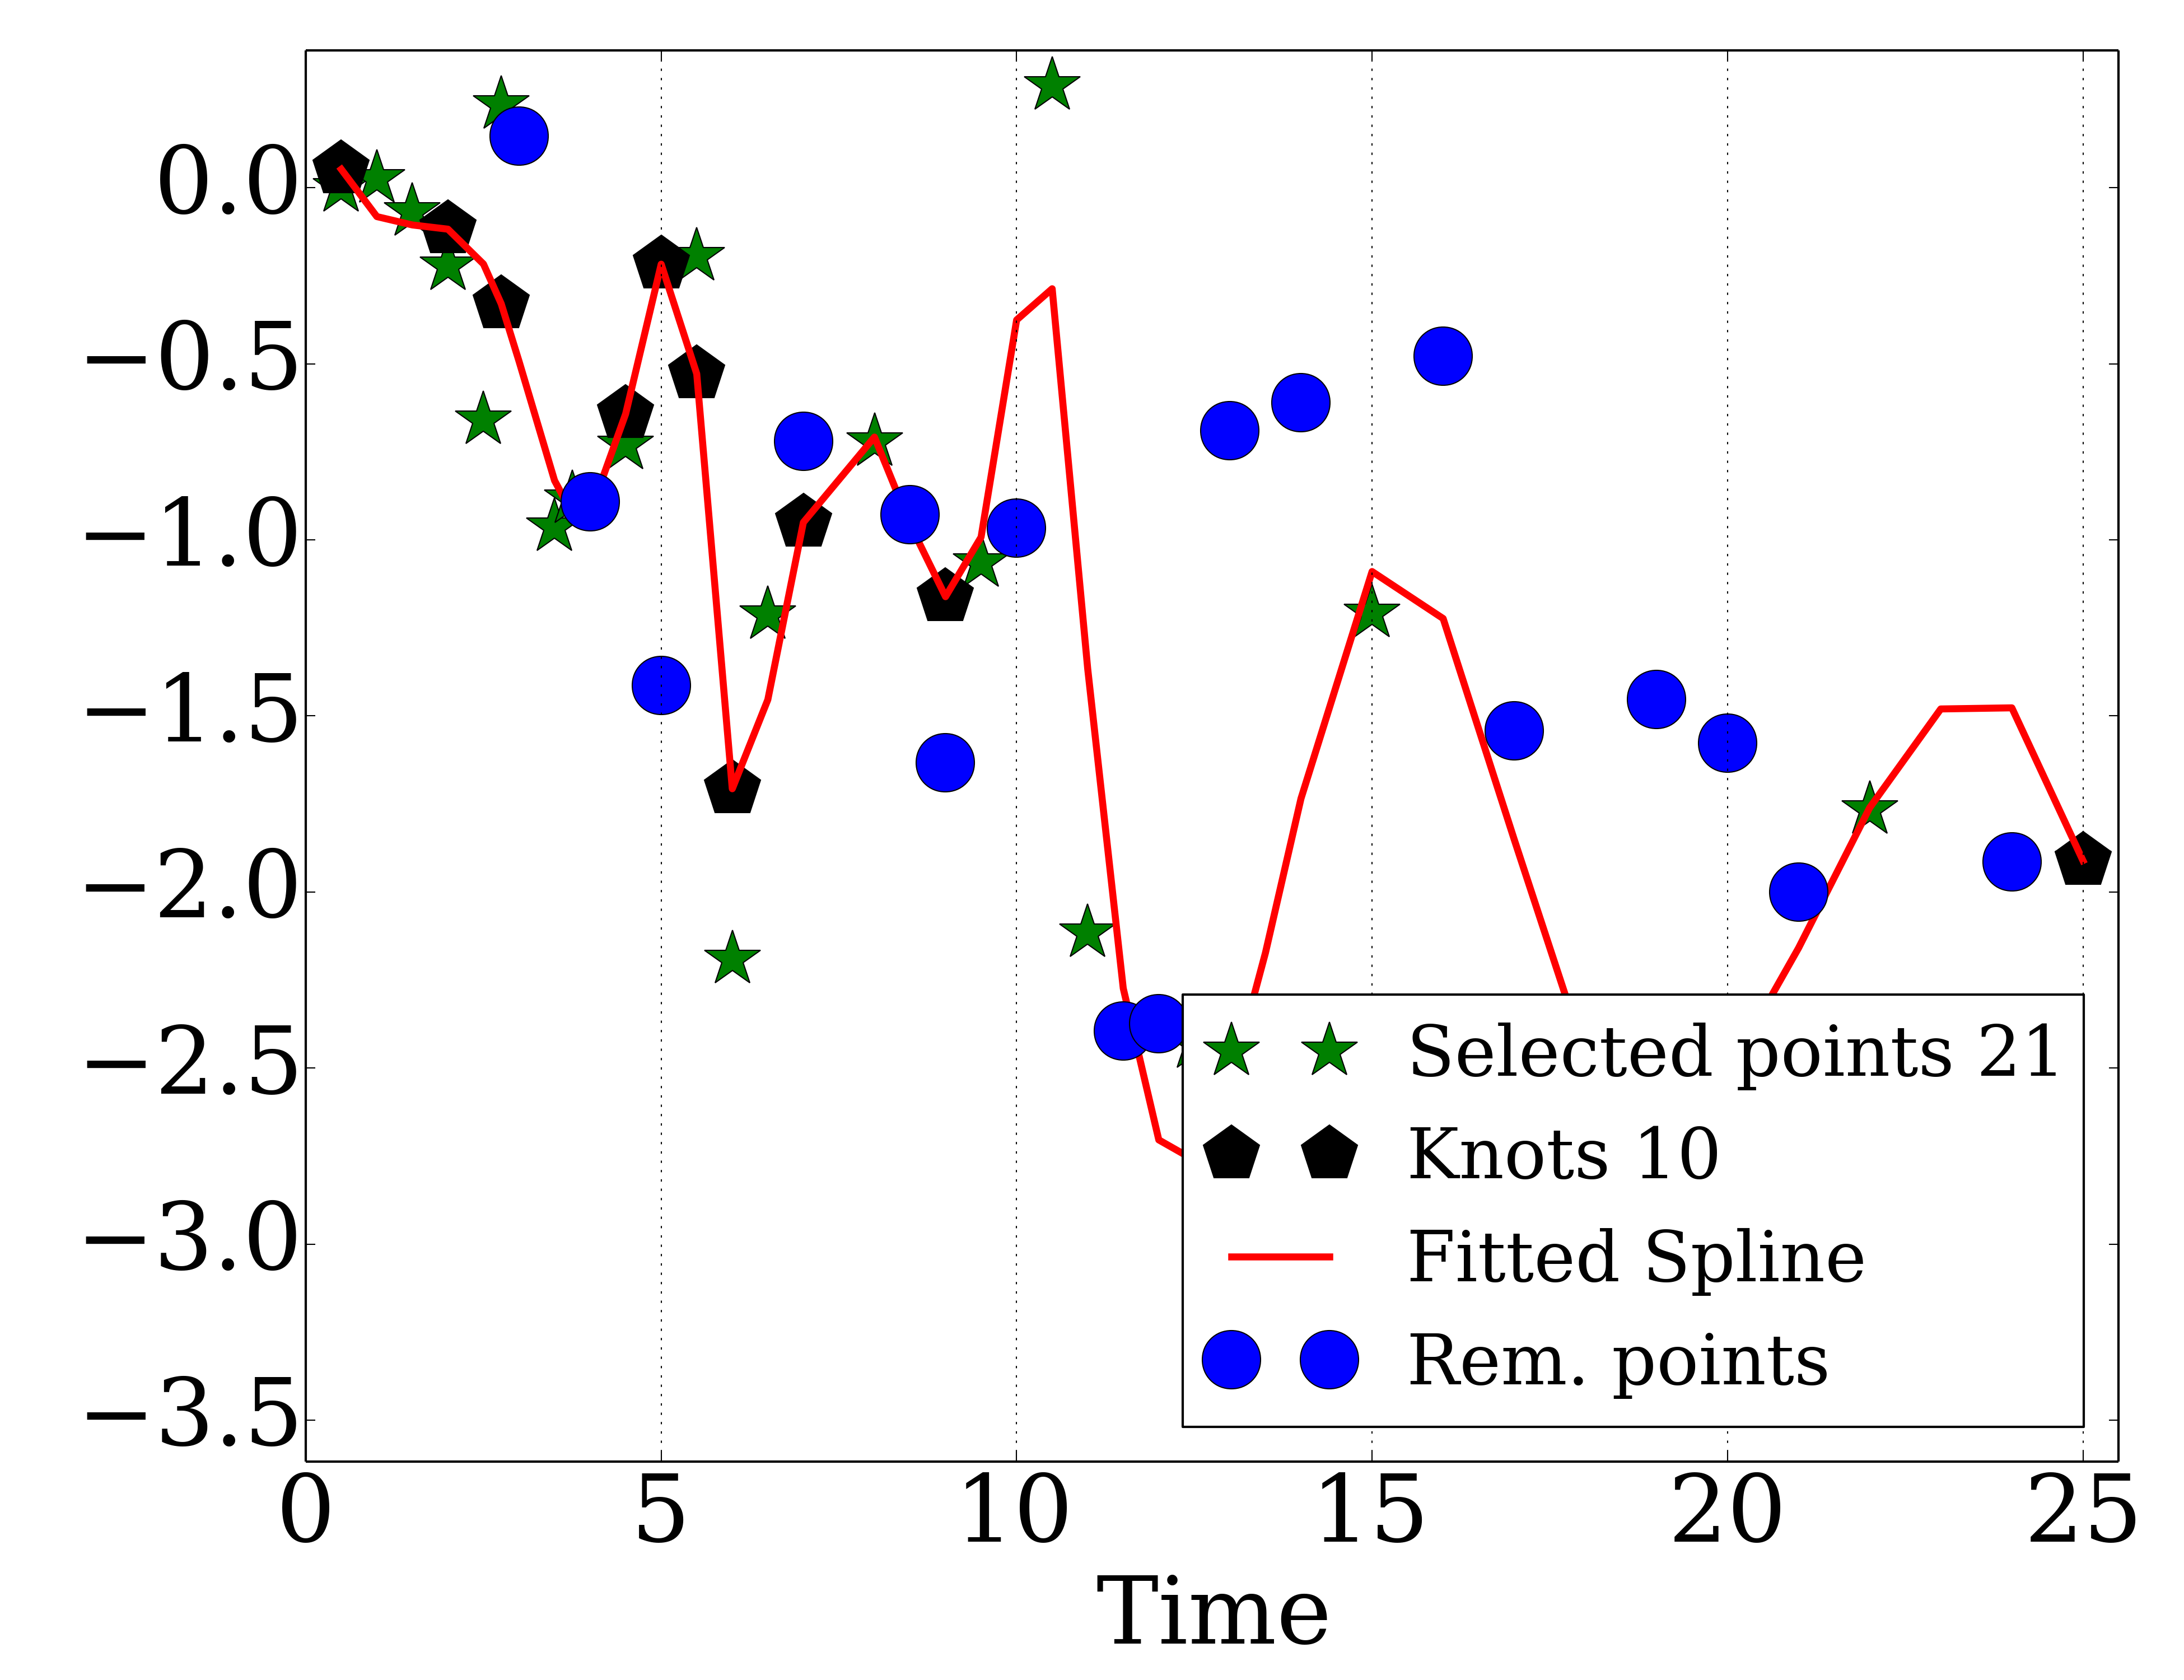 0.0
−0.5
−1.0
−1.5
−2.0
−2.5
−3.0
−3.5
Selected points 21
Knots 10
Fitted Spline
Rem. points
0 5 10 15 20 25
Time